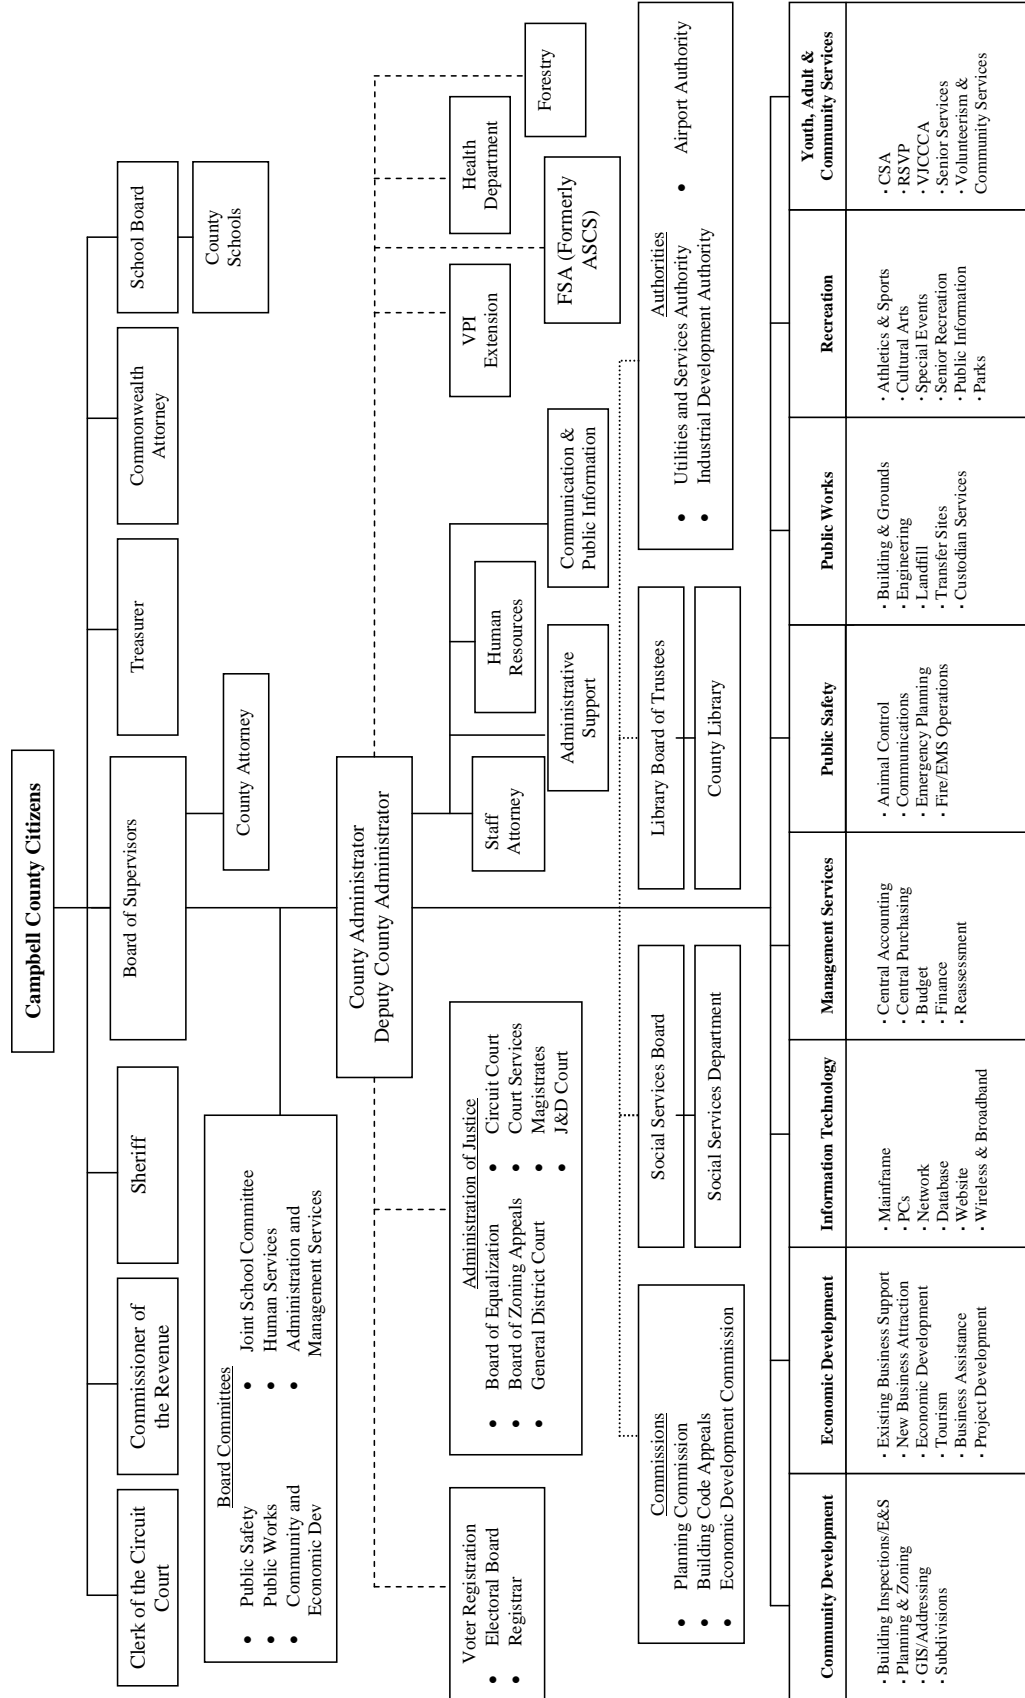 Campbell County Citizens
Clerk of the Circuit
Court
Commissioner of
the Revenue
Sheriff
Board of Supervisors
Treasurer
Commonwealth
Attorney
School Board
County
Schools
County Attorney
Board Committees
• Public Safety
• Public Works
• Community and
Economic Dev
• Joint School Committee
• Human Services
• Administration and
Management Services
County Administrator
Deputy County Administrator
Voter Registration
• Electoral Board
• Registrar
Administration of Justice
• Board of Equalization
• Board of Zoning Appeals
• General District Court
• Circuit Court
• Court Services
• Magistrates
• J&D Court
Staff
Attorney
Human
Resources
Administrative
Support
Communication &
Public Information
VPI
Extension
Health
Department
FSA (Formerly
ASCS)
Forestry
Commissions
• Planning Commission
• Building Code Appeals
• Economic Development Commission
Social Services Board
Social Services Department
Library Board of Trustees
County Library
Authorities
• Utilities and Services Authority
• Industrial Development Authority
• Airport Authority
Community Development
• Building Inspections/E&S
• Planning & Zoning
• GIS/Addressing
• Subdivisions
Economic Development
• Existing Business Support
• New Business Attraction
• Economic Development
• Tourism
• Business Assistance
• Project Development
Information Technology
• Mainframe
• PCs
• Network
• Database
• Website
• Wireless & Broadband
Management Services
• Central Accounting
• Central Purchasing
• Budget
• Finance
• Reassessment
Public Safety
• Animal Control
• Communications
• Emergency Planning
• Fire/EMS Operations
Public Works
• Building & Grounds
• Engineering
• Landfill
• Transfer Sites
• Custodian Services
Recreation
• Athletics & Sports
• Cultural Arts
• Special Events
• Senior Recreation
• Public Information
• Parks
Youth, Adult &
Community Services
• CSA
• RSVP
• VJCCCA
• Senior Services
• Volunteerism &
Community Services